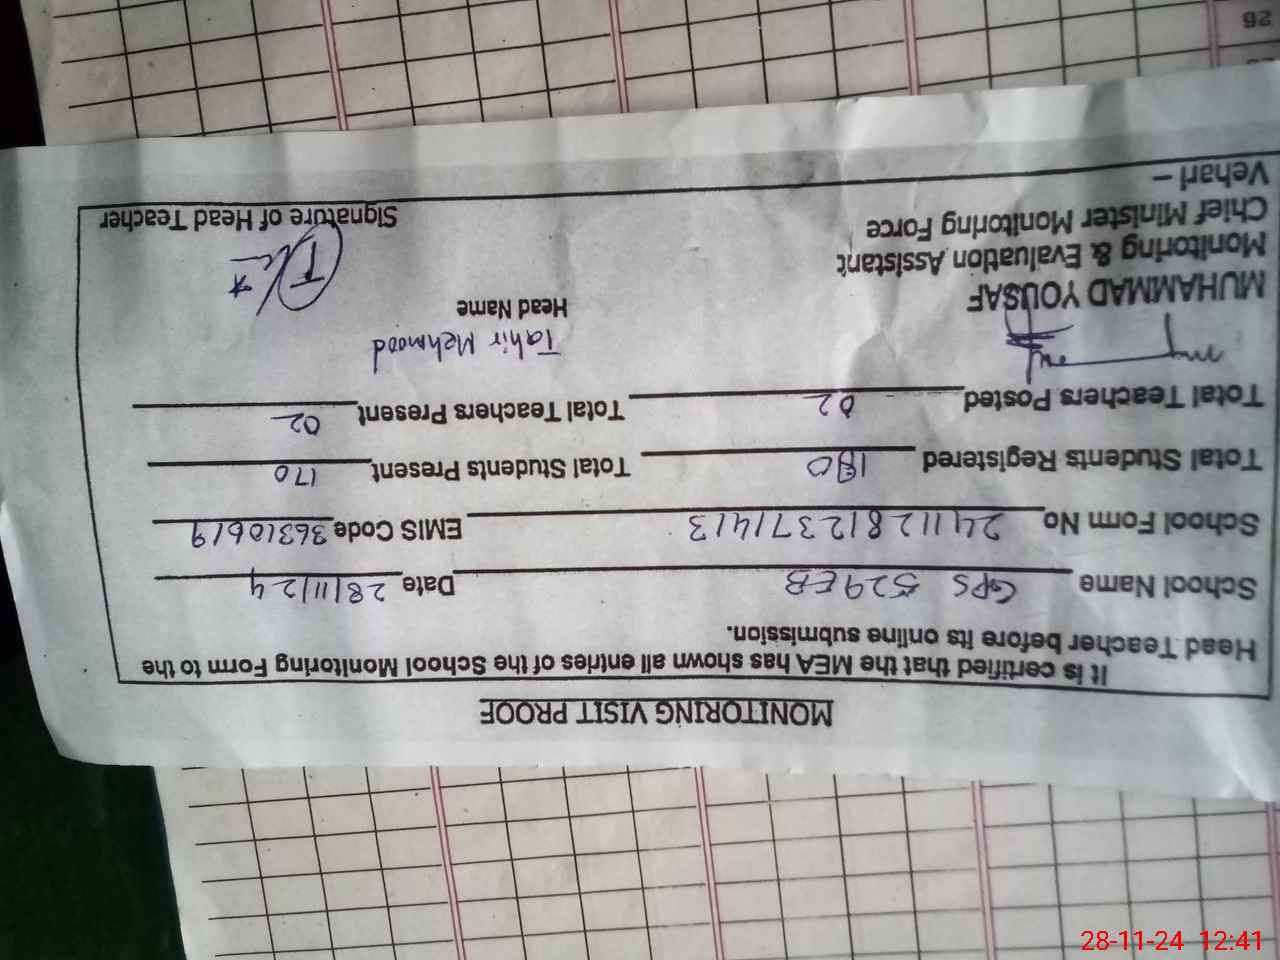 MONITORING VISIT PROOF
It is certified that the MEA has shown all entries of the School Monitoring Form to the
Head Teacher before its online submission.
School Name GPS 529EB Date 28/11/24
School Form No 24112812371413 EMIS Code 36310619
Total Students Registered 180 Total Students Present 170
Total Teachers Posted 02 Total Teachers Present 02
Tahir Mehmood
MUHAMMAD YOUSAF Head Name
Monitoring & Evaluation Assistant
Chief Minister Monitoring Force Signature of Head Teacher
Vehari –
28
28-11-24 12:41